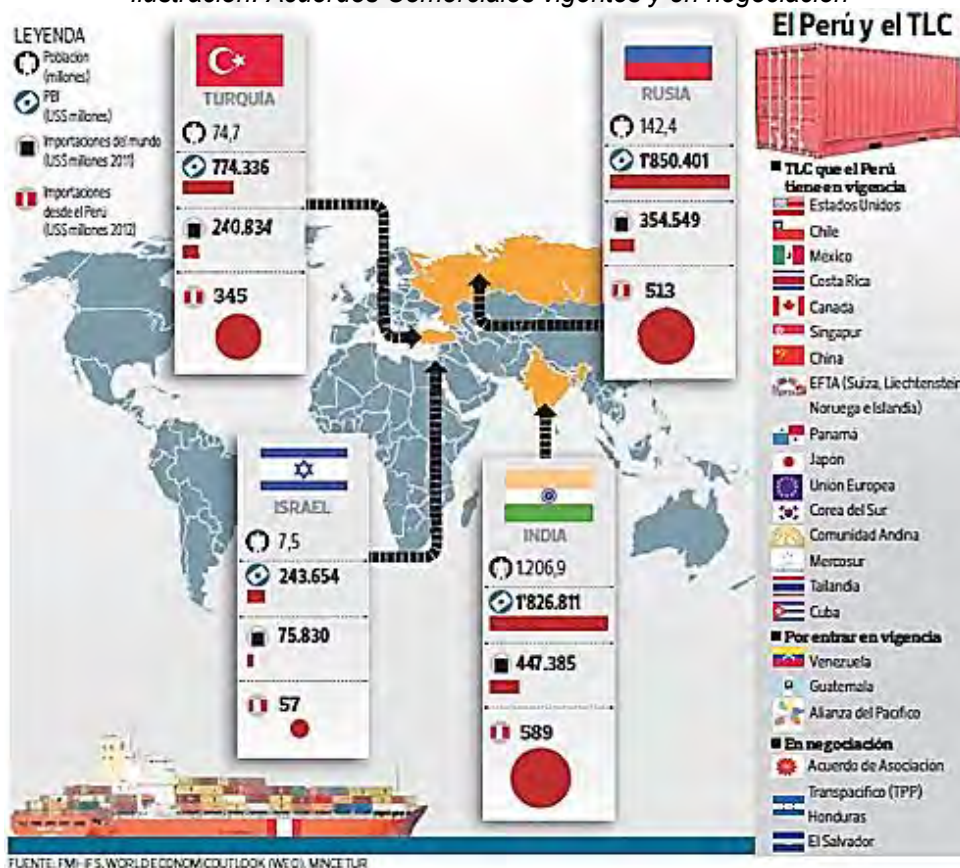 Ilustración: Acuerdos Comerciales vigentes y en negociación
El Perú y el TLC
LEYENDA
Población
(millones)
PBI
(US$ millones)
Importaciones del mundo
(US$ millones 2011)
Importaciones
desde el Perú
(US$ millones 2012)
TURQUÍA
74,7
774.336
240.834
345
RUSIA
142,4
1'850.401
354.549
513
ISRAEL
7,5
243.654
75.830
57
INDIA
1.206,9
1'826.811
447.385
589
TLC que el Perú
tiene en vigencia
Estados Unidos
Chile
México
Costa Rica
Canadá
Singapur
China
EFTA (Suiza, Liechtenstein
Noruega e Islandia)
Panamá
Japón
Unión Europea
Corea del Sur
Comunidad Andina
Mercosur
Tailandia
Cuba
Por entrar en vigencia
Venezuela
Guatemala
Alianza del Pacífico
En negociación
Acuerdo de Asociación
Transpacífico (TPP)
Honduras
El Salvador
FUENTE: FMI-IFS, WORLD ECONOMIC OUTLOOK (WEO), MINCETUR